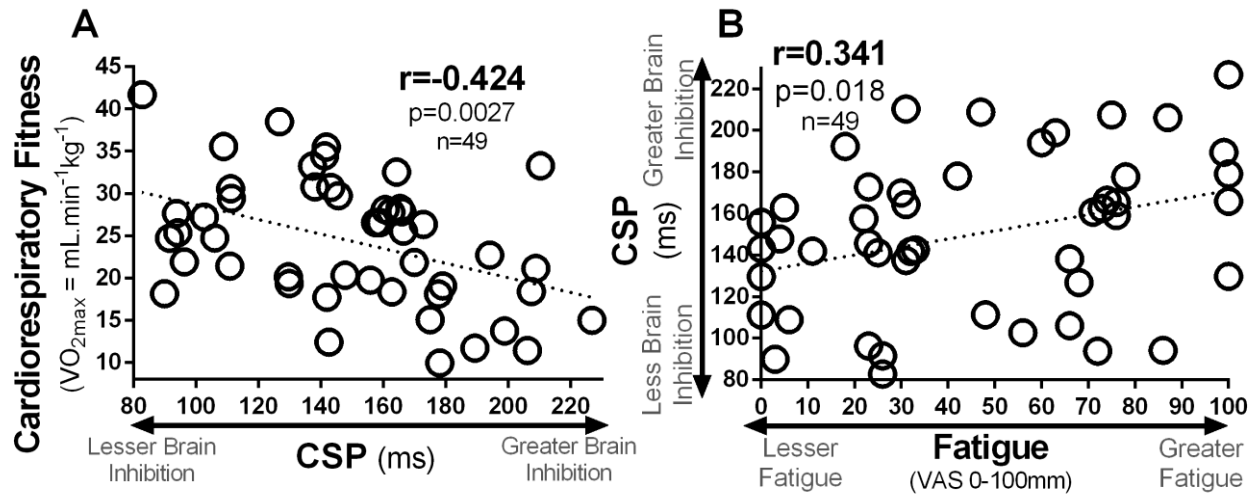 A
Cardiorespiratory Fitness
(VO2max = mL.min⁻¹kg⁻¹)
45
40
35
30
25
20
15
10
r=-0.424
p=0.0027
n=49
80 100 120 140 160 180 200 220
Lesser Brain
Inhibition
CSP (ms)
Greater Brain
Inhibition
B
CSP
(ms)
Greater Brain
Inhibition
Less Brain
Inhibition
220
200
180
160
140
120
100
80
r=0.341
p=0.018
n=49
0 10 20 30 40 50 60 70 80 90 100
Lesser
Fatigue
Fatigue
(VAS 0-100mm)
Greater
Fatigue